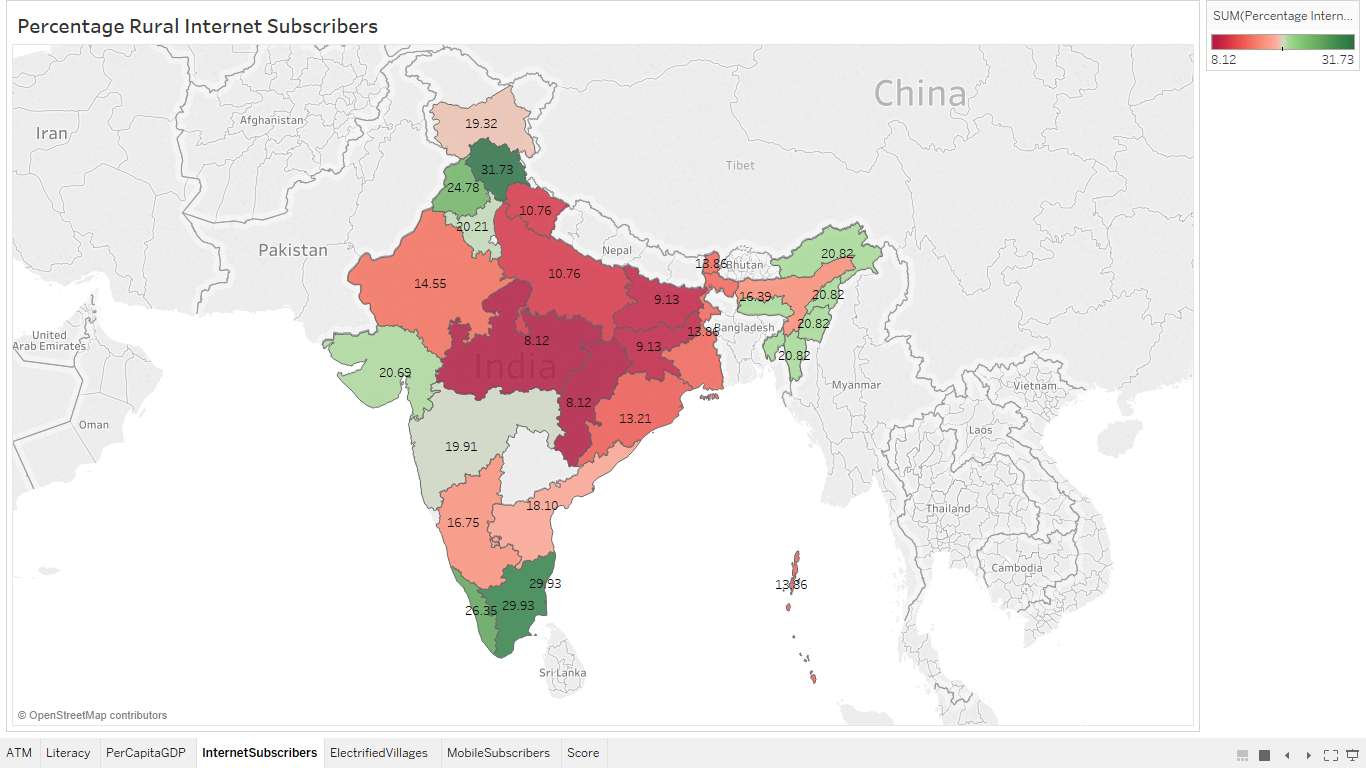 Percentage Rural Internet Subscribers
SUM(Percentage Intern...
8.12 31.73
China
Iran
Afghanistan
Tibet
Pakistan
Nepal
Bhutan
United
Arab Emirates
Bangladesh
India
Oman
Myanmar
Vietnam
Laos
Thailand
Cambodia
Sri Lanka
19.32
31.73
24.78
10.76
20.21
20.82
13.86
10.76
14.55
16.39
20.82
9.13
20.82
13.86
8.12
9.13
20.82
20.69
8.12
13.21
19.91
18.10
16.75
29.93
13.86
26.35
29.93
© OpenStreetMap contributors
ATM Literacy PerCapitaGDP InternetSubscribers ElectrifiedVillages MobileSubscribers Score